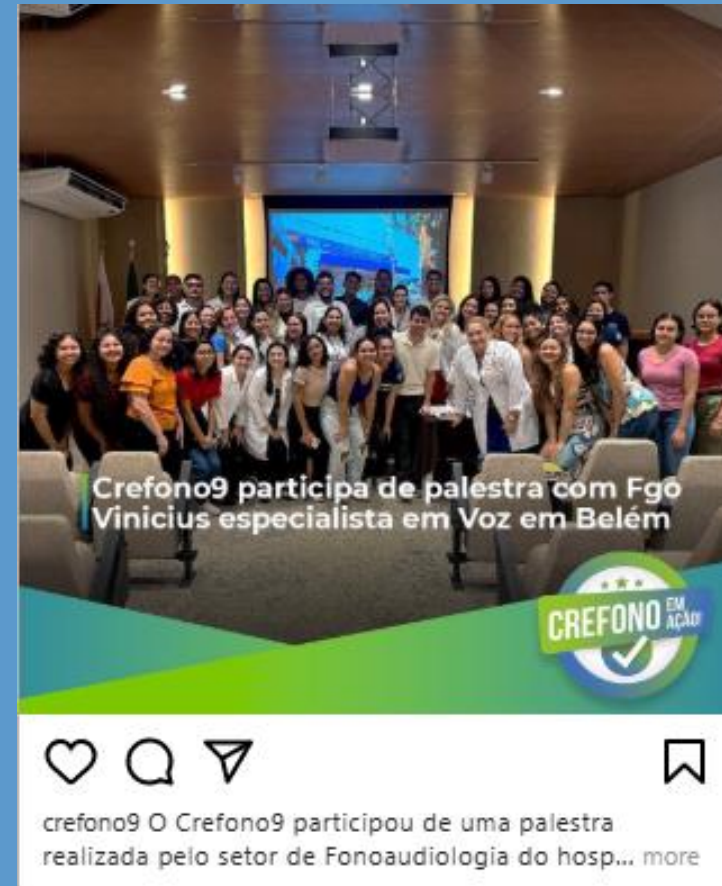 Crefono9 participa de palestra com Fgo
Vinicius especialista em Voz em Belém
CREFONO EM AÇÃO!
crefono9 O Crefono9 participou de uma palestra
realizada pelo setor de Fonoaudiologia do hosp... more